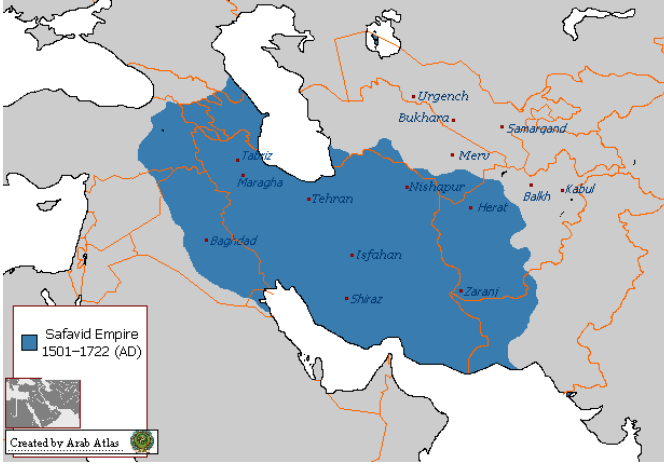 Urgench
Bukhara
Samarqand
Merv
Tabriz
Maragha
Nishapur
Balkh
Kabul
Tehran
Herat
Baghdad
Isfahan
Zaranj
Shiraz
Safavid Empire
1501-1722 (AD)
Created by Arab Atlas